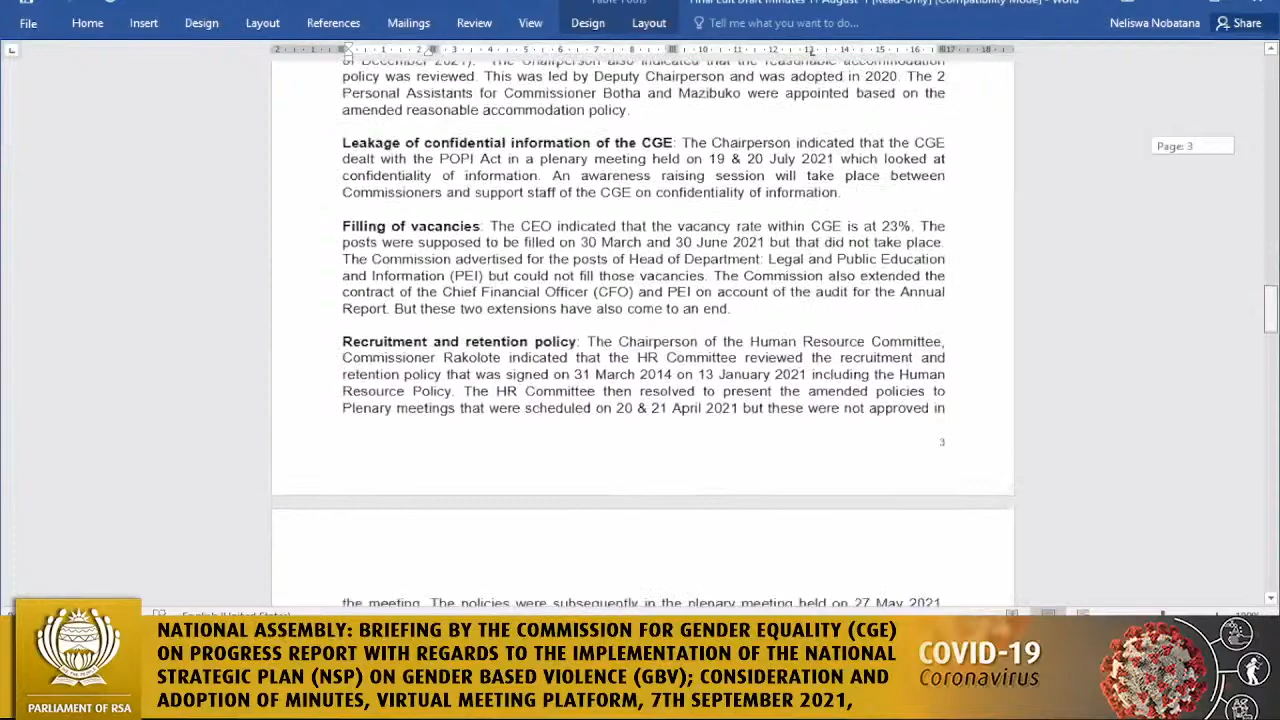 File Home Insert Design Layout References Mailings Review View Design Layout Tell me what you want to do... Neliswa Nobatana Share
policy was reviewed. This was led by Deputy Chairperson and was adopted in 2020. The 2
Personal Assistants for Commissioner Botha and Mazibuko were appointed based on the
amended reasonable accommodation policy.
Leakage of confidential information of the CGE: The Chairperson indicated that the CGE
dealt with the POPI Act in a plenary meeting held on 19 & 20 July 2021 which looked at
confidentiality of information. An awareness raising session will take place between
Commissioners and support staff of the CGE on confidentiality of information.
Page: 3
Filling of vacancies: The CEO indicated that the vacancy rate within CGE is at 23%. The
posts were supposed to be filled on 30 March and 30 June 2021 but that did not take place.
The Commission advertised for the posts of Head of Department: Legal and Public Education
and Information (PEI) but could not fill those vacancies. The Commission also extended the
contract of the Chief Financial Officer (CFO) and PEI on account of the audit for the Annual
Report. But these two extensions have also come to an end.
Recruitment and retention policy: The Chairperson of the Human Resource Committee,
Commissioner Rakolote indicated that the HR Committee reviewed the recruitment and
retention policy that was signed on 31 March 2014 on 13 January 2021 including the Human
Resource Policy. The HR Committee then resolved to present the amended policies to
Plenary meetings that were scheduled on 20 & 21 April 2021 but these were not approved in
3
the meeting. The policies were subsequently in the plenary meeting held on 27 May 2021.
NATIONAL ASSEMBLY: BRIEFING BY THE COMMISSION FOR GENDER EQUALITY (CGE)
ON PROGRESS REPORT WITH REGARDS TO THE IMPLEMENTATION OF THE NATIONAL
STRATEGIC PLAN (NSP) ON GENDER BASED VIOLENCE (GBV); CONSIDERATION AND
ADOPTION OF MINUTES, VIRTUAL MEETING PLATFORM, 7TH SEPTEMBER 2021,
PARLIAMENT OF RSA
COVID-19
Coronavirus